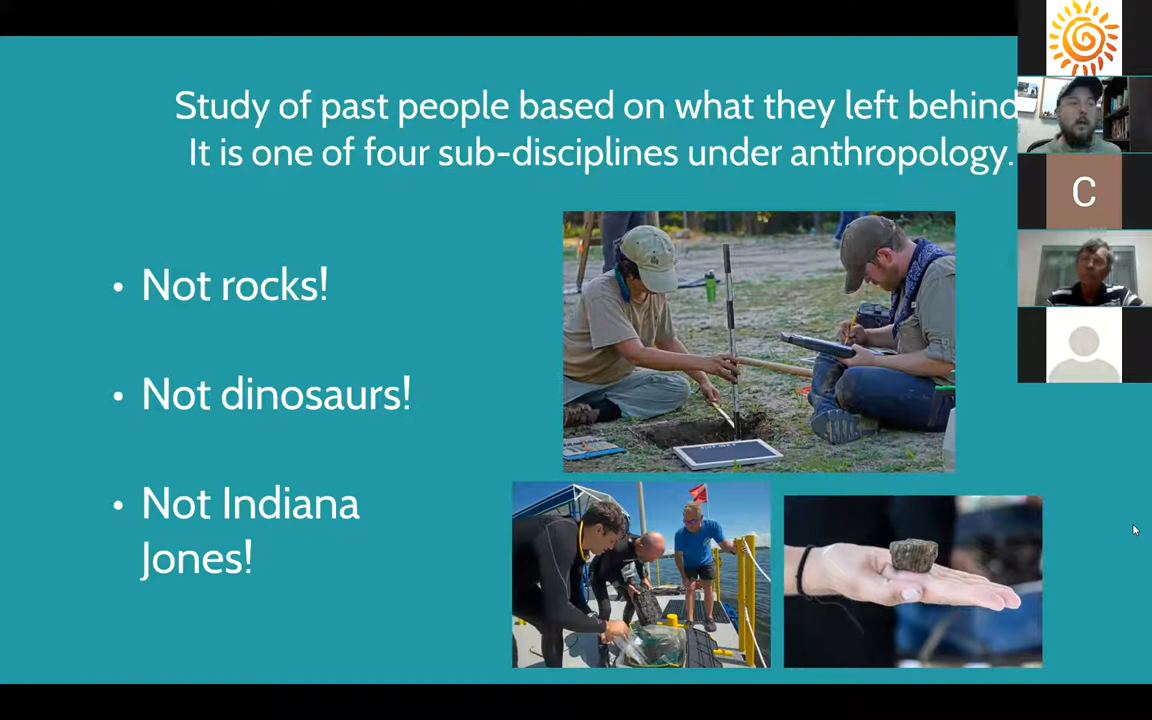 Study of past people based on what they left behind
It is one of four sub-disciplines under anthropology.
• Not rocks!
• Not dinosaurs!
• Not Indiana
Jones!
C